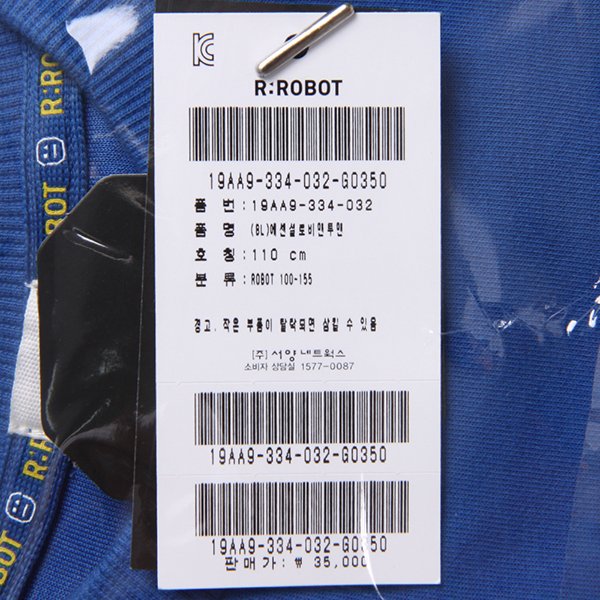 R:ROBOT
19AA9-334-032-G0350
품 번 : 19AA9-334-032
품 명 : (BL)에센셜로비맨투맨
호 칭 : 110 cm
분 류 : ROBOT 100-155
경고. 작은 부품이 탈락되면 삼킬 수 있음
(주) 서양네트웍스
소비자 상담실 1577-0087
19AA9-334-032-G0350
19AA9-334-032-G0350
판 매 가 : ₩ 35,000
R:ROBOT
R:ROBOT